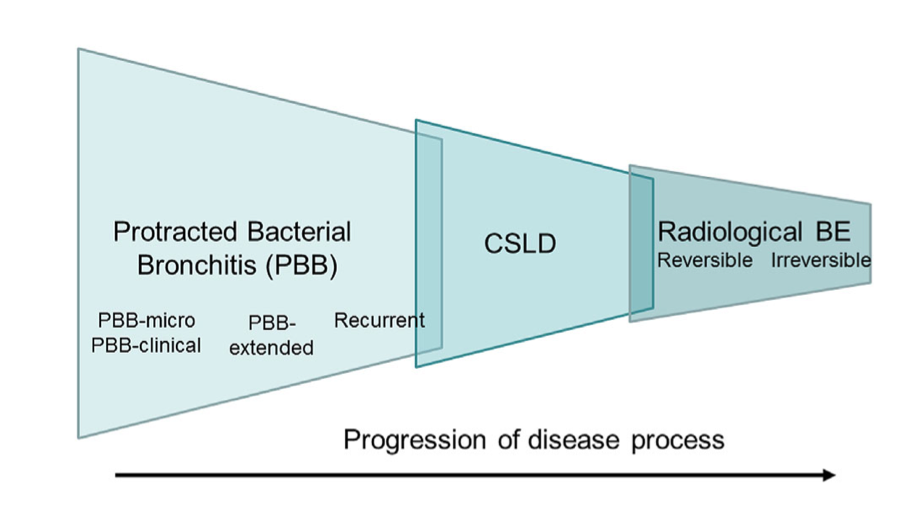 Protracted Bacterial
Bronchitis (PBB)
PBB-micro
PBB-clinical
PBB-
extended
Recurrent
CSLD
Radiological BE
Reversible Irreversible
Progression of disease process